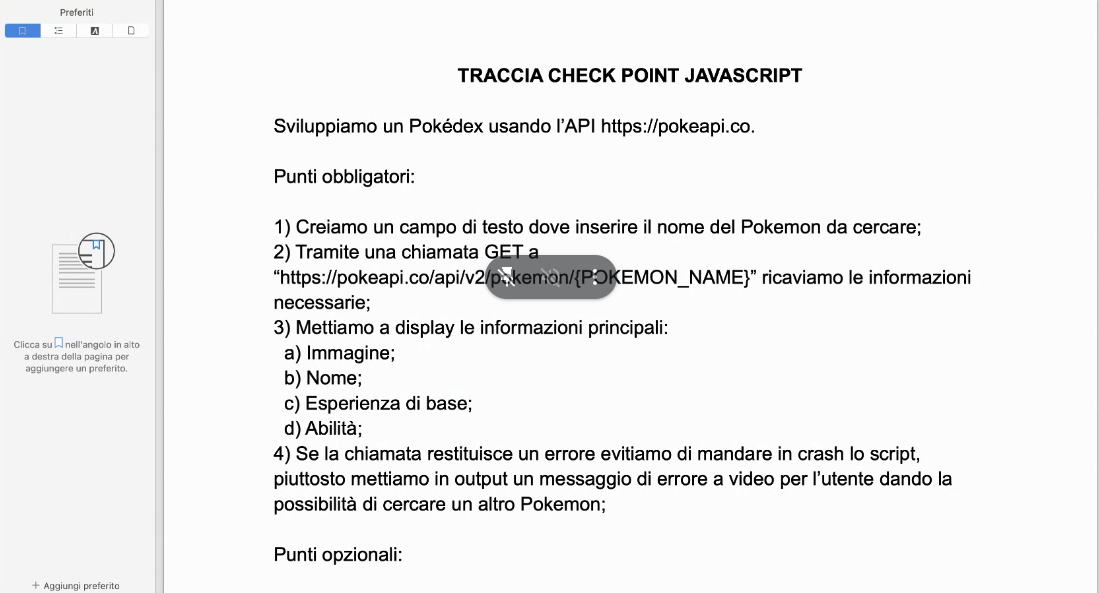 Preferiti
TRACCIA CHECK POINT JAVASCRIPT
Sviluppiamo un Pokédex usando l'API https://pokeapi.co.
Punti obbligatori:
1) Creiamo un campo di testo dove inserire il nome del Pokemon da cercare;
2) Tramite una chiamata GET a
“https://pokeapi.co/api/v2/pokemon/{POKEMON_NAME}” ricaviamo le informazioni
necessarie;
3) Mettiamo a display le informazioni principali:
a) Immagine;
b) Nome;
c) Esperienza di base;
d) Abilità;
4) Se la chiamata restituisce un errore evitiamo di mandare in crash lo script,
piuttosto mettiamo in output un messaggio di errore a video per l'utente dando la
possibilità di cercare un altro Pokemon;
Punti opzionali:
Clicca su nell'angolo in alto
a destra della pagina per
aggiungere un preferito.
+ Aggiungi preferito